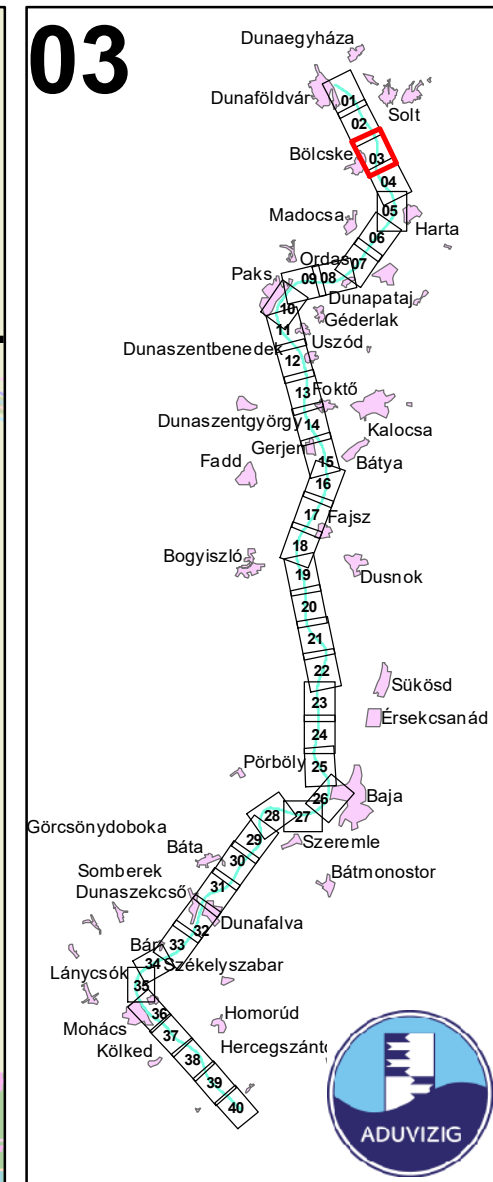 03
Dunaegyháza
Dunaföldvár
01
Solt
02
Bölcske
03
04
Madocsa
05
Harta
06
Ordas
07
Paks
09
08
Dunapataj
10
Géderlak
11
Uszód
Dunaszentbenedek
12
13
Foktő
Dunaszentgyörgy
14
Kalocsa
Gerjen
15
Bátya
Fadd
16
17
Fajsz
18
Bogyiszló
19
Dusnok
20
21
22
Sükösd
23
Érsekcsanád
24
Pörböly
25
26
Baja
28
27
Görcsönydoboka
29
Szeremle
Báta
30
Somberek
31
Bátmonostor
Dunaszekcső
32
Dunafalva
Bár
33
34
Székelyszabar
Lánycsók
35
36
Homorúd
Mohács
37
Kölked
38
Hercegszántó
39
40
ADUVIZIG